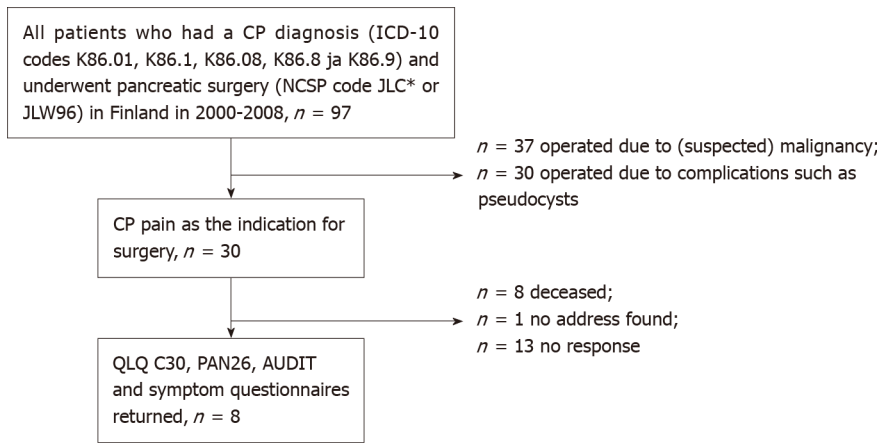 All patients who had a CP diagnosis (ICD-10
codes K86.01, K86.1, K86.08, K86.8 ja K86.9) and
underwent pancreatic surgery (NCSP code JLC* or
JLW96) in Finland in 2000-2008, n = 97
n = 37 operated due to (suspected) malignancy;
n = 30 operated due to complications such as
pseudocysts
CP pain as the indication for
surgery, n = 30
n = 8 deceased;
n = 1 no address found;
n = 13 no response
QLQ C30, PAN26, AUDIT
and symptom questionnaires
returned, n = 8